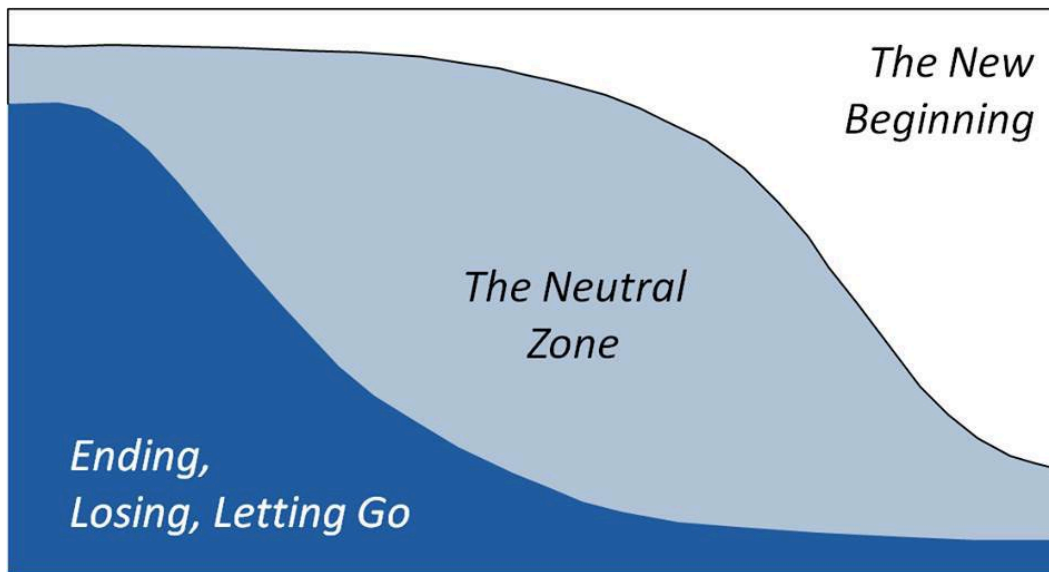 The New
Beginning
The Neutral
Zone
Ending,
Losing, Letting Go